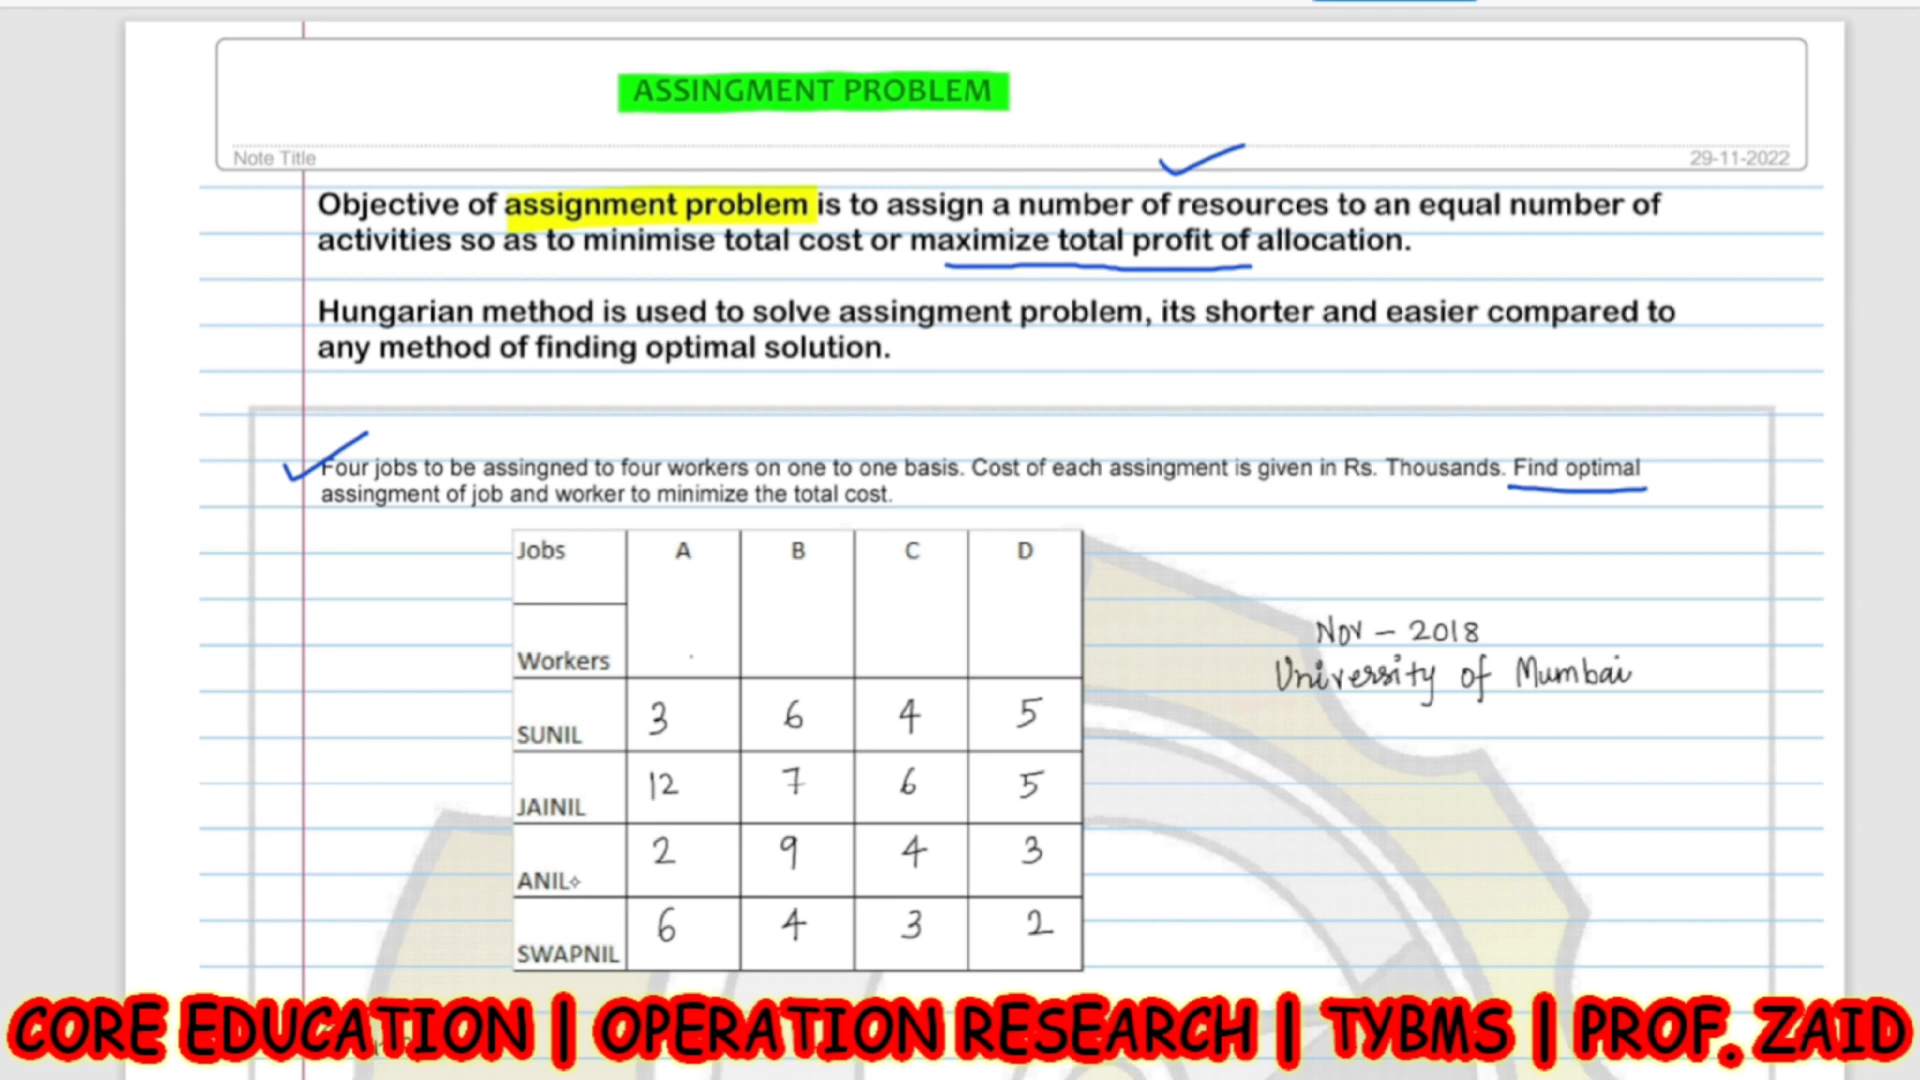 ASSINGMENT PROBLEM
Note Title
29-11-2022
Objective of assignment problem is to assign a number of resources to an equal number of
activities so as to minimise total cost or maximize total profit of allocation.
Hungarian method is used to solve assingment problem, its shorter and easier compared to
any method of finding optimal solution.
Four jobs to be assingned to four workers on one to one basis. Cost of each assingment is given in Rs. Thousands. Find optimal
assingment of job and worker to minimize the total cost.
Jobs A B C D
Workers
Nov - 2018
University of Mumbai
SUNIL 3 6 4 5
JAINIL 12 7 6 5
ANIL 2 9 4 3
SWAPNIL 6 4 3 2
CORE EDUCATION | OPERATION RESEARCH | TYBMS | PROF. ZAID